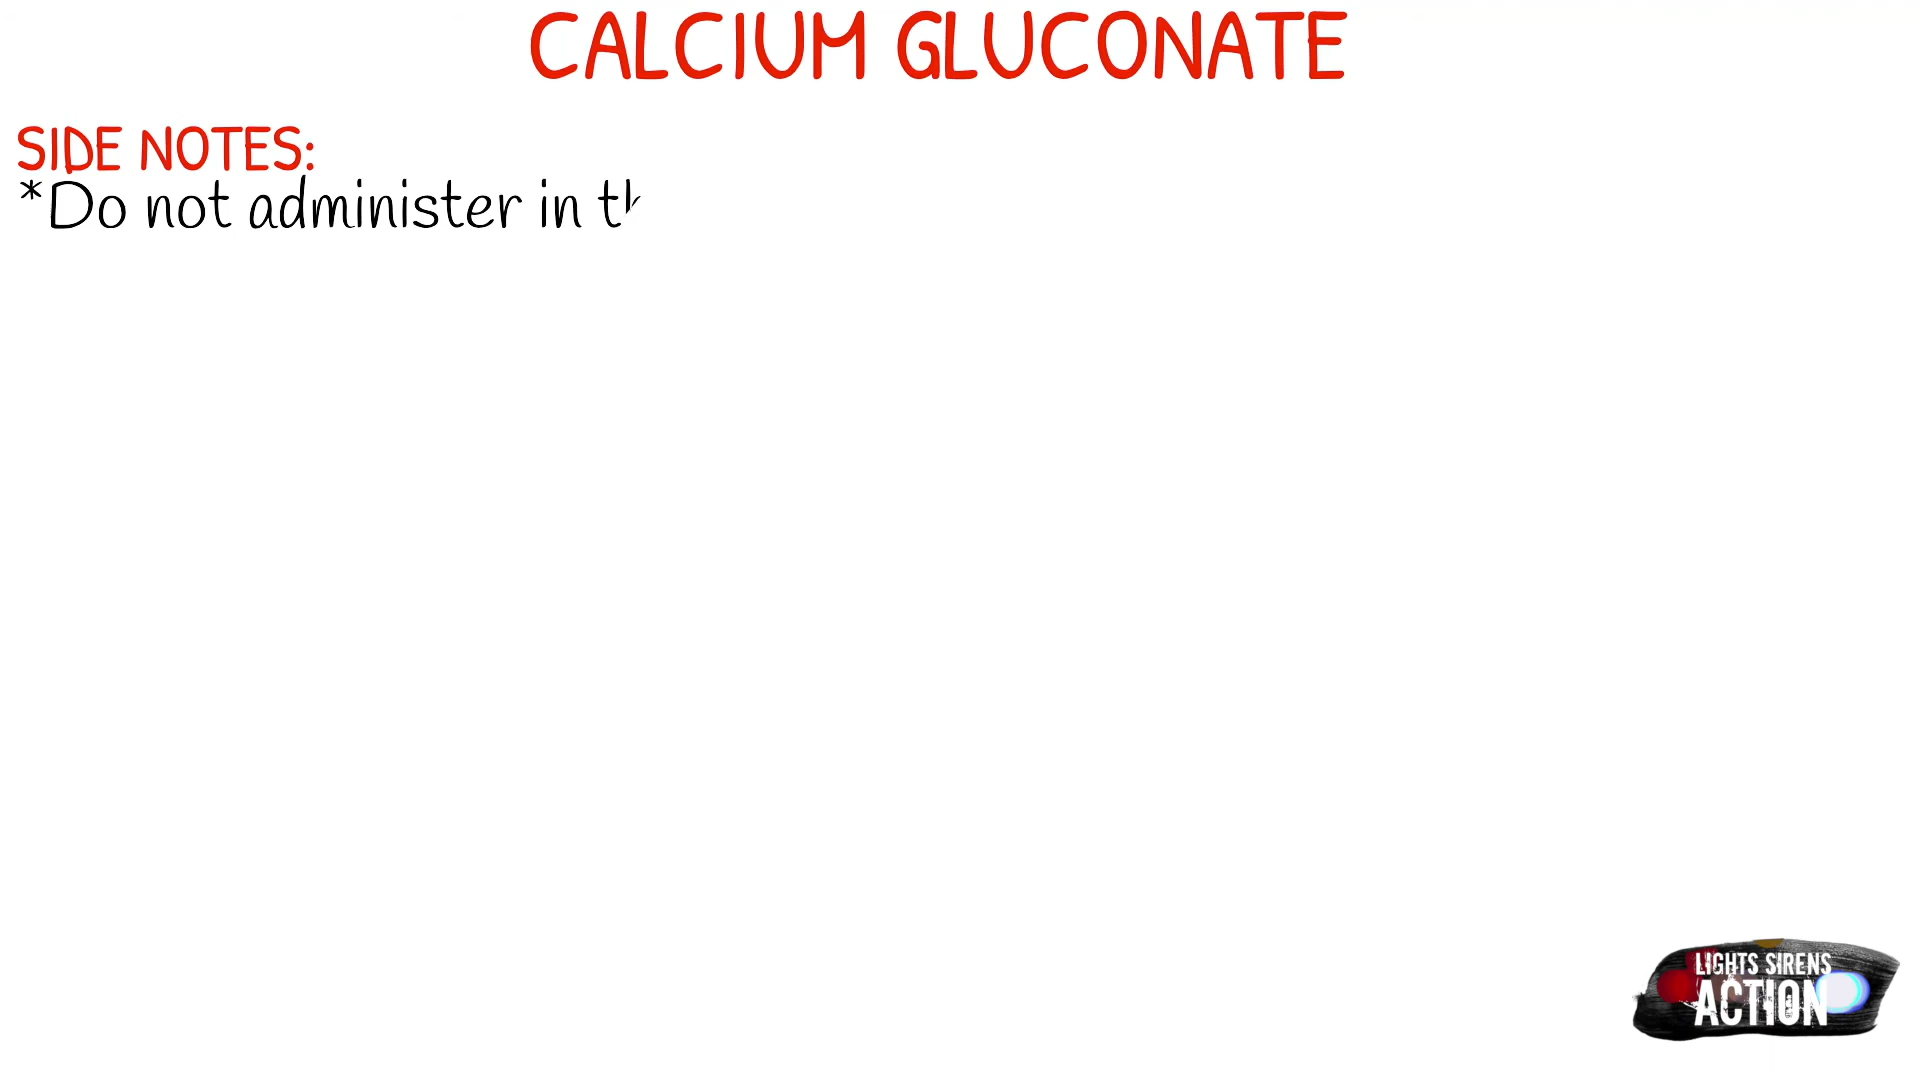 CALCIUM GLUCONATE
SIDE NOTES:
*Do not administer in
LIGHTS SIRENS
ACTION